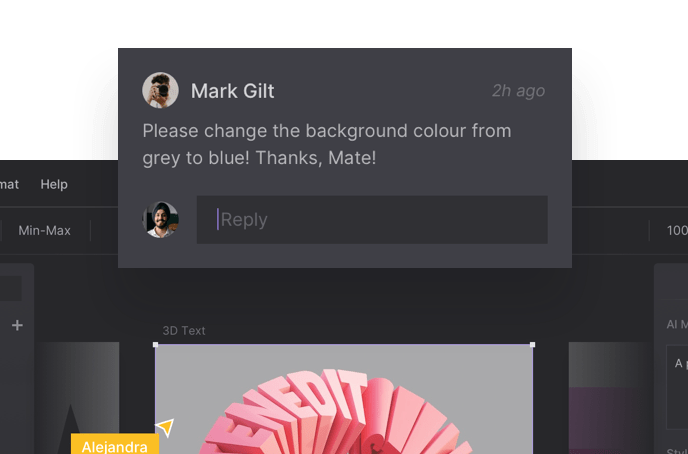 Mark Gilt
2h ago
Please change the background colour from
grey to blue! Thanks, Mate!
Reply
mat
Help
Min-Max
100
3D Text
AI M
A p
ENEDIT
Alejandra